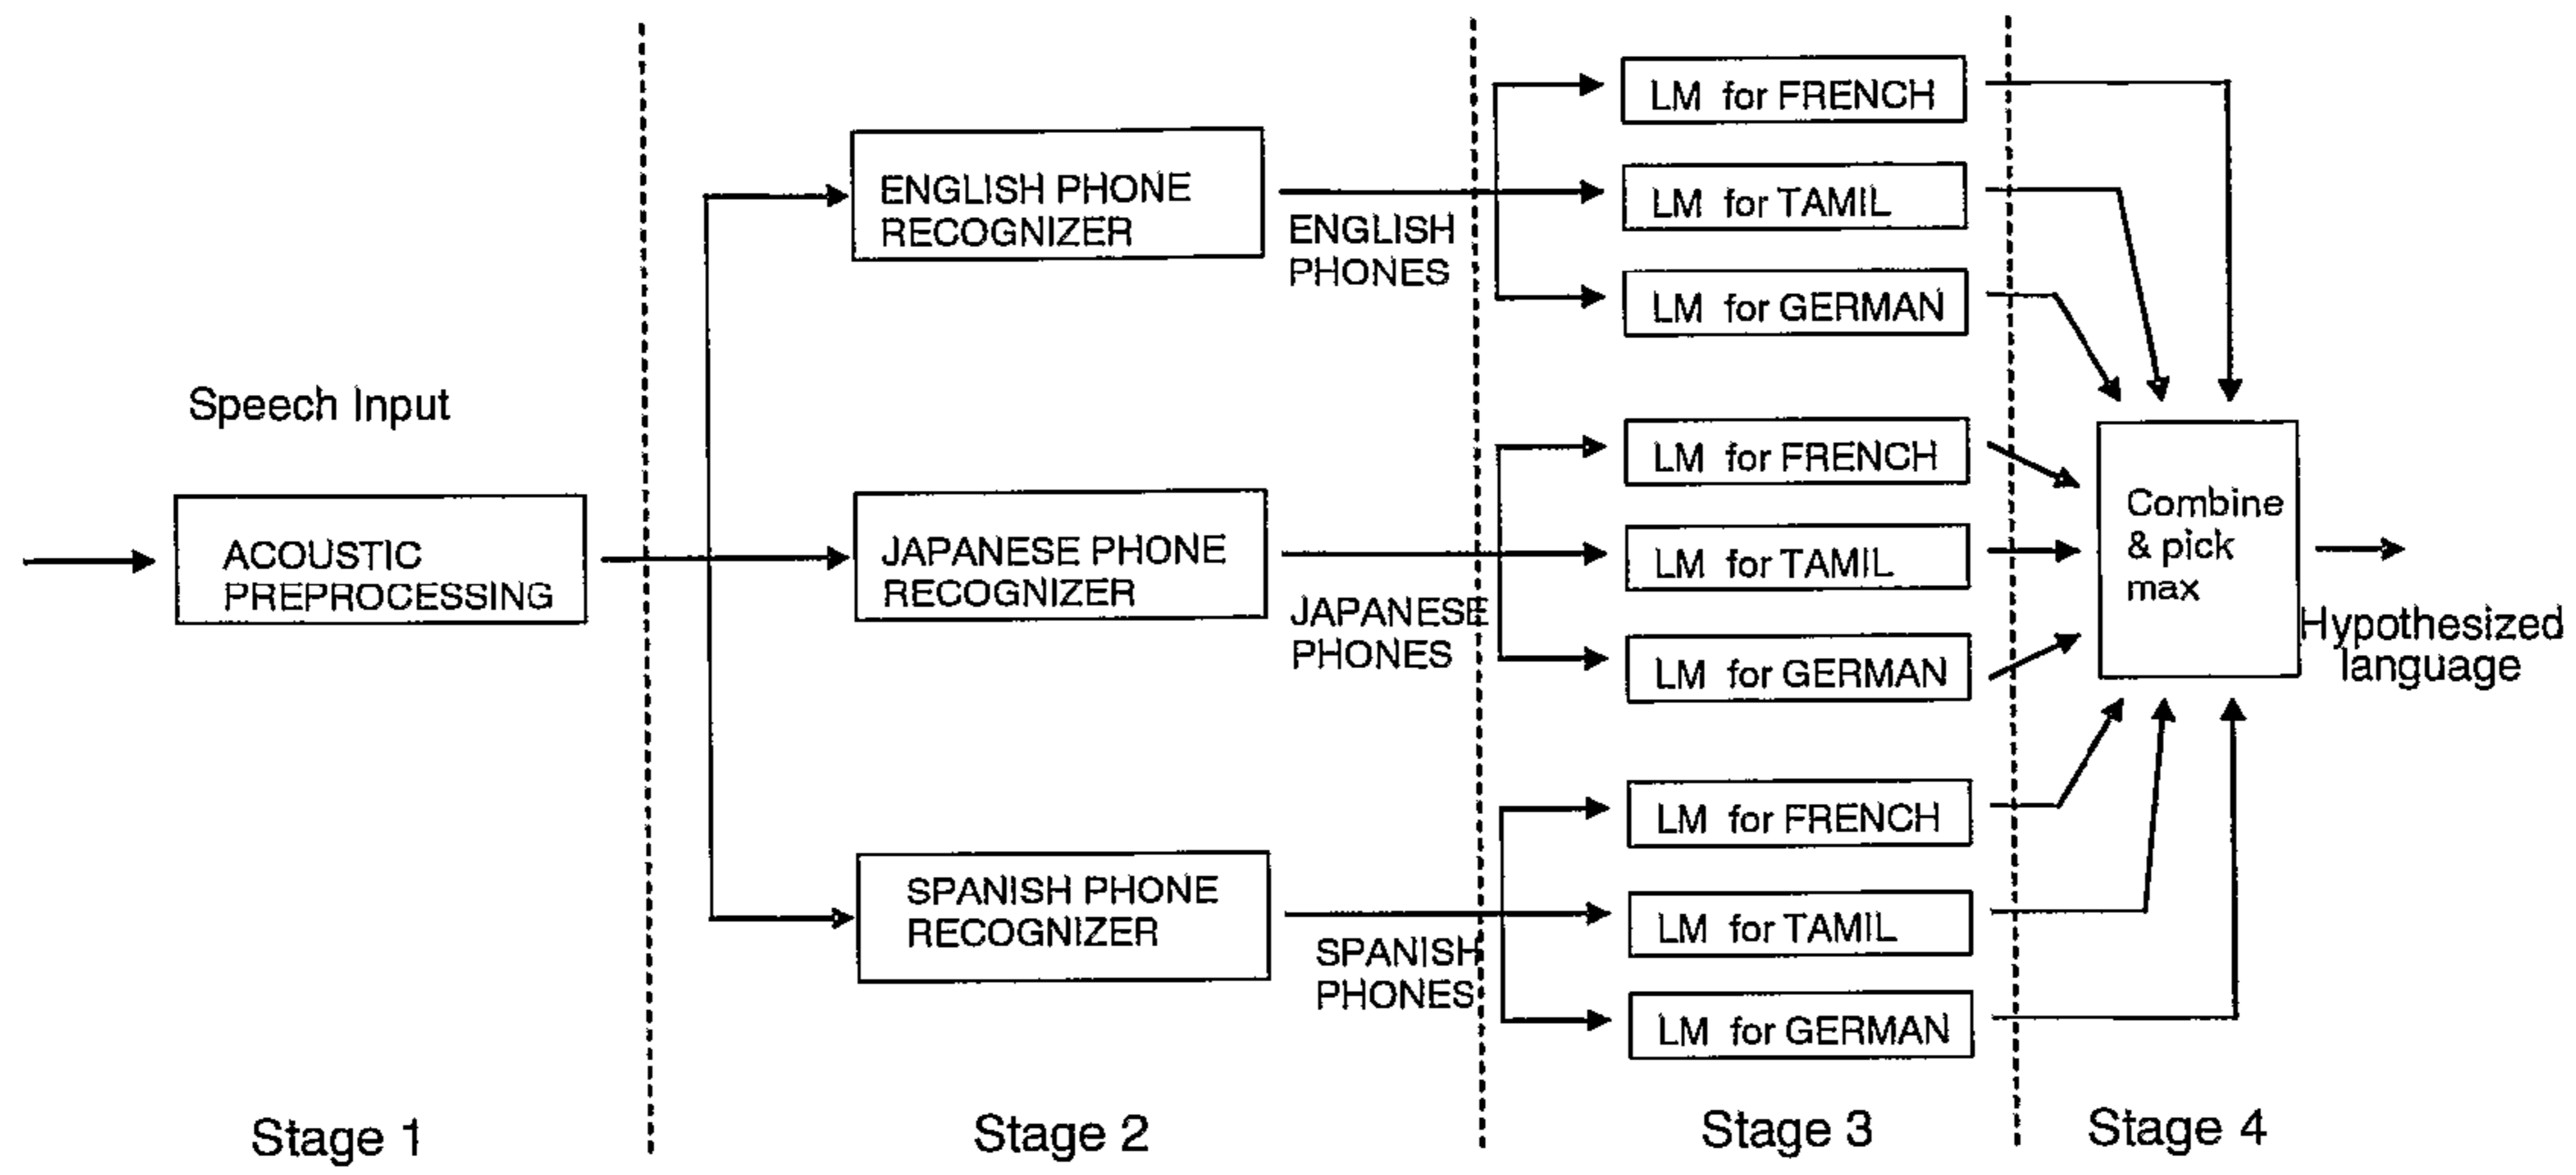 Speech Input
ACOUSTIC
PREPROCESSING
Stage 1
ENGLISH PHONE
RECOGNIZER
ENGLISH
PHONES
JAPANESE PHONE
RECOGNIZER
JAPANESE
PHONES
SPANISH PHONE
RECOGNIZER
SPANISH
PHONES
Stage 2
LM for FRENCH
LM for TAMIL
LM for GERMAN
LM for FRENCH
LM for TAMIL
LM for GERMAN
LM for FRENCH
LM for TAMIL
LM for GERMAN
Stage 3
Combine
& pick
max
Hypothesized
language
Stage 4